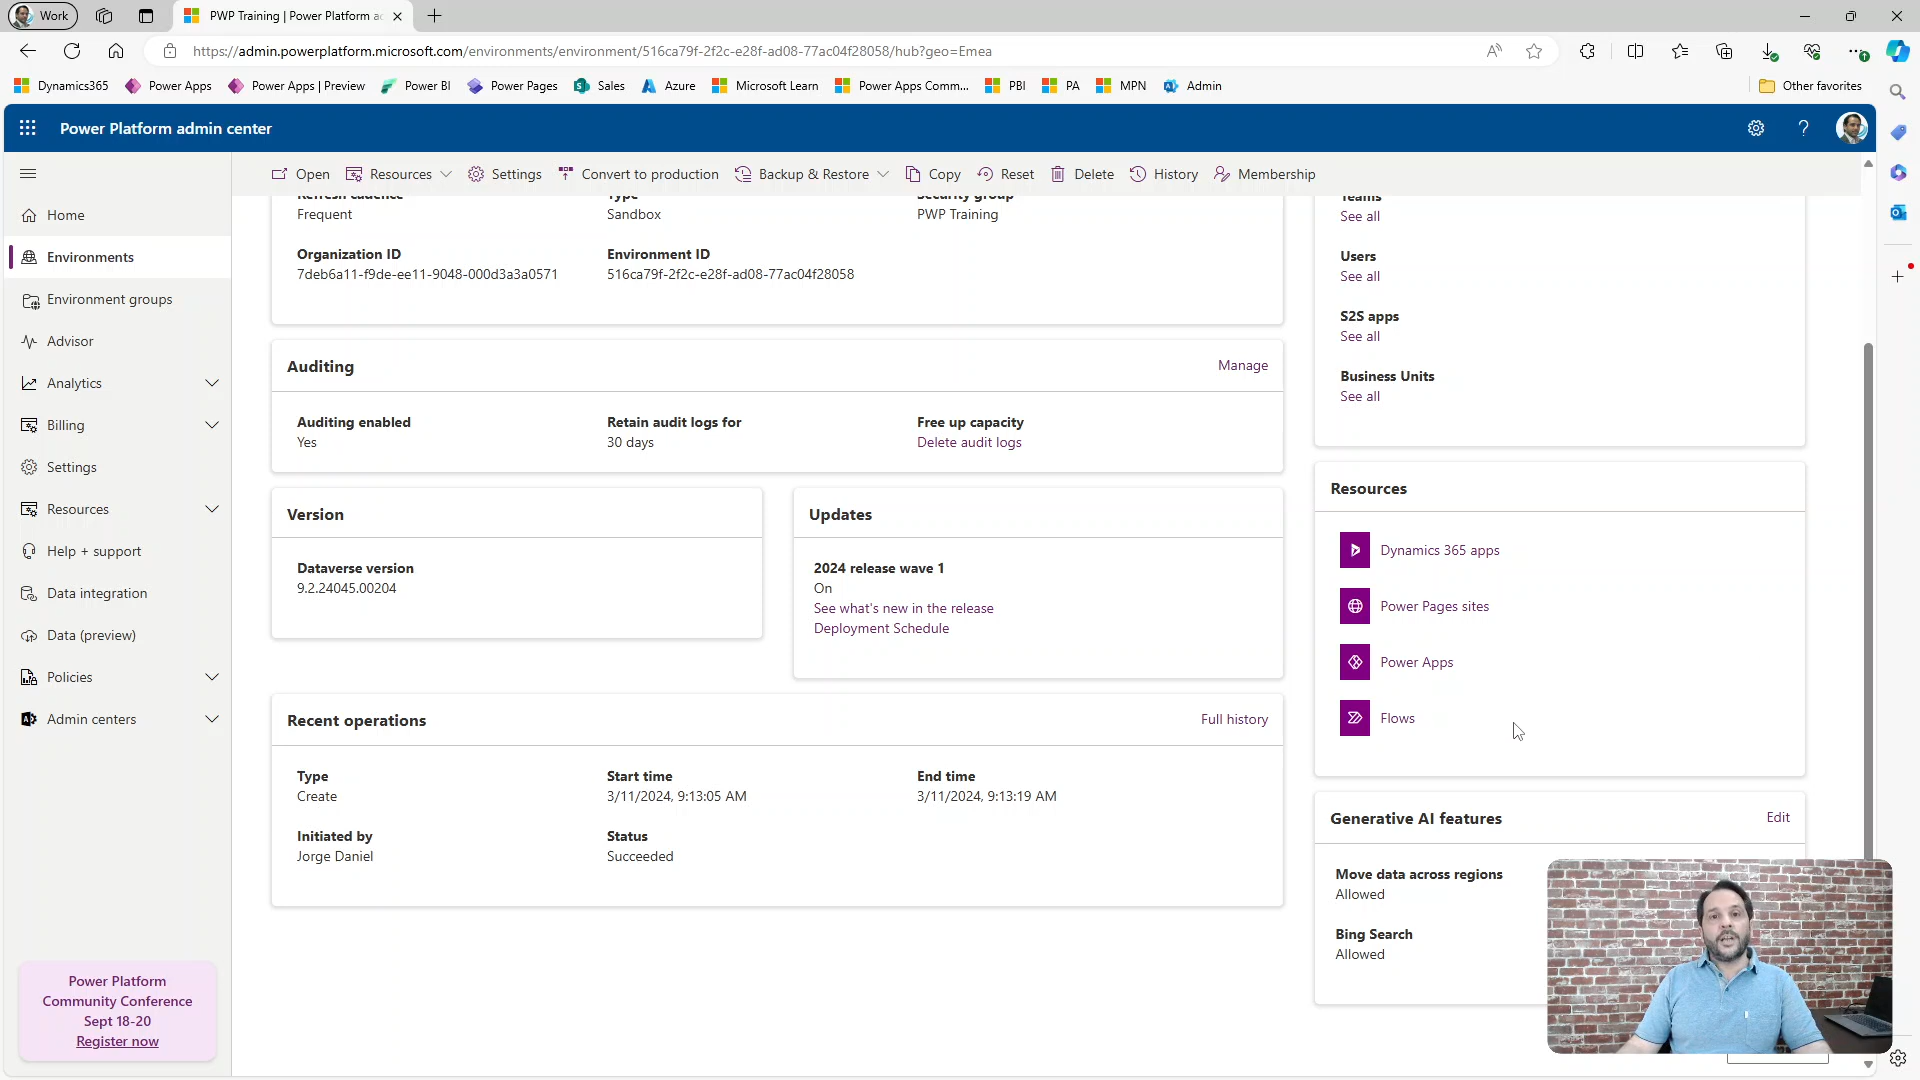 Work
PWP Training | Power Platform ac
https://admin.powerplatform.microsoft.com/environments/environment/516ca79f-2f2c-e28f-ad08-77ac04f28058/hub?geo=Emea
Dynamics365
Power Apps
Power Apps | Preview
Power BI
Power Pages
Sales
Azure
Microsoft Learn
Power Apps Comm...
PBI
PA
MPN
Admin
Other favorites
Power Platform admin center
Open
Resources
Settings
Convert to production
Backup & Restore
Copy
Reset
Delete
History
Membership
Home
Environments
Environment groups
Advisor
Analytics
Billing
Settings
Resources
Help + support
Data integration
Data (preview)
Policies
Admin centers
Power Platform
Community Conference
Sept 18-20
Register now
Refresh cadence
Frequent
Type
Sandbox
Security group
PWP Training
Organization ID
7deb6a11-f9de-ee11-9048-000d3a3a0571
Environment ID
516ca79f-2f2c-e28f-ad08-77ac04f28058
Auditing
Manage
Auditing enabled
Yes
Retain audit logs for
30 days
Free up capacity
Delete audit logs
Version
Dataverse version
9.2.24045.00204
Updates
2024 release wave 1
On
See what's new in the release
Deployment Schedule
Recent operations
Full history
Type
Create
Start time
3/11/2024, 9:13:05 AM
End time
3/11/2024, 9:13:19 AM
Initiated by
Jorge Daniel
Status
Succeeded
Teams
See all
Users
See all
S2S apps
See all
Business Units
See all
Resources
Dynamics 365 apps
Power Pages sites
Power Apps
Flows
Generative AI features
Edit
Move data across regions
Allowed
Bing Search
Allowed